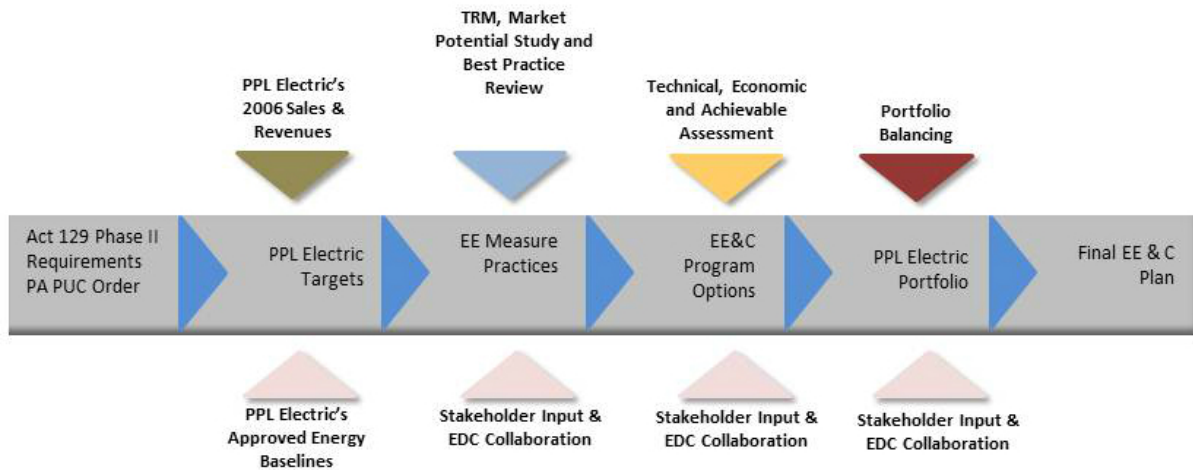 TRM, Market
Potential Study and
Best Practice
Review
PPL Electric's
2006 Sales &
Revenues
Technical, Economic
and Achievable
Assessment
Portfolio
Balancing
Act 129 Phase II
Requirements
PA PUC Order
PPL Electric
Targets
EE Measure
Practices
EE&C
Program
Options
PPL Electric
Portfolio
Final EE & C
Plan
PPL Electric's
Approved Energy
Baselines
Stakeholder Input &
EDC Collaboration
Stakeholder Input &
EDC Collaboration
Stakeholder Input &
EDC Collaboration